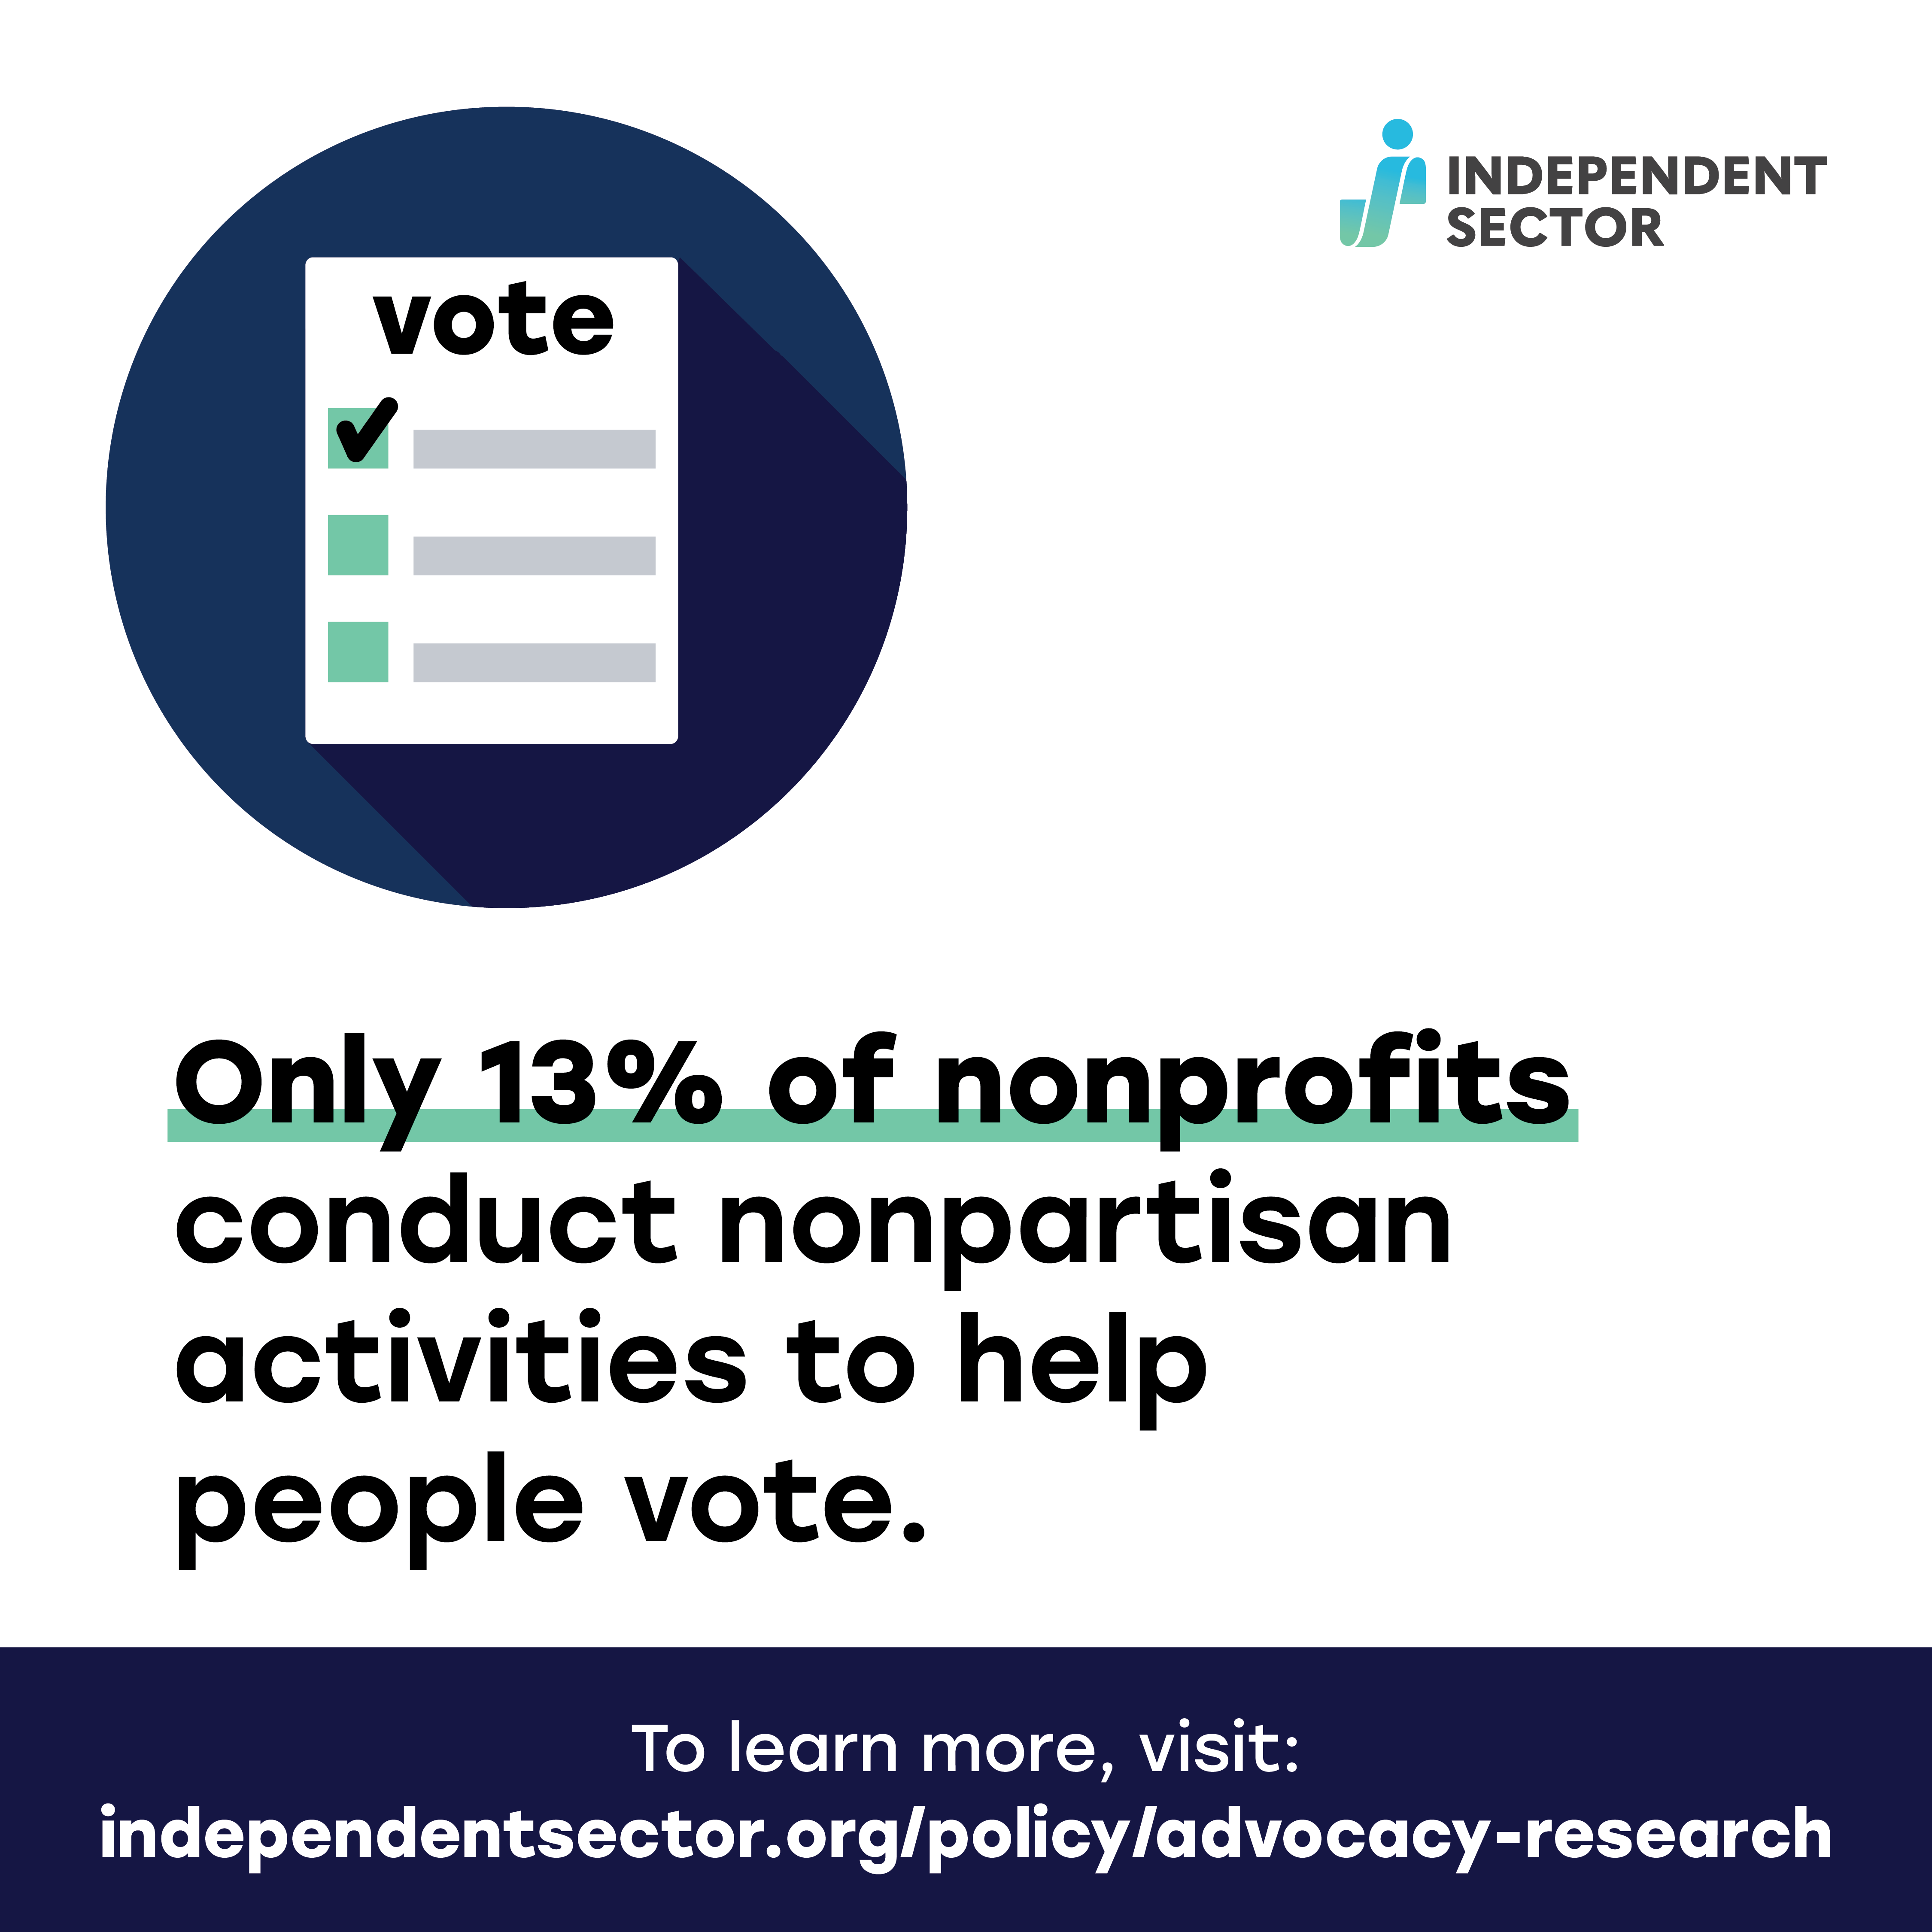 vote
INDEPENDENT
SECTOR
Only 13% of nonprofits
conduct nonpartisan
activities to help
people vote.
To learn more, visit:
independentsector.org/policy/advocacy-research